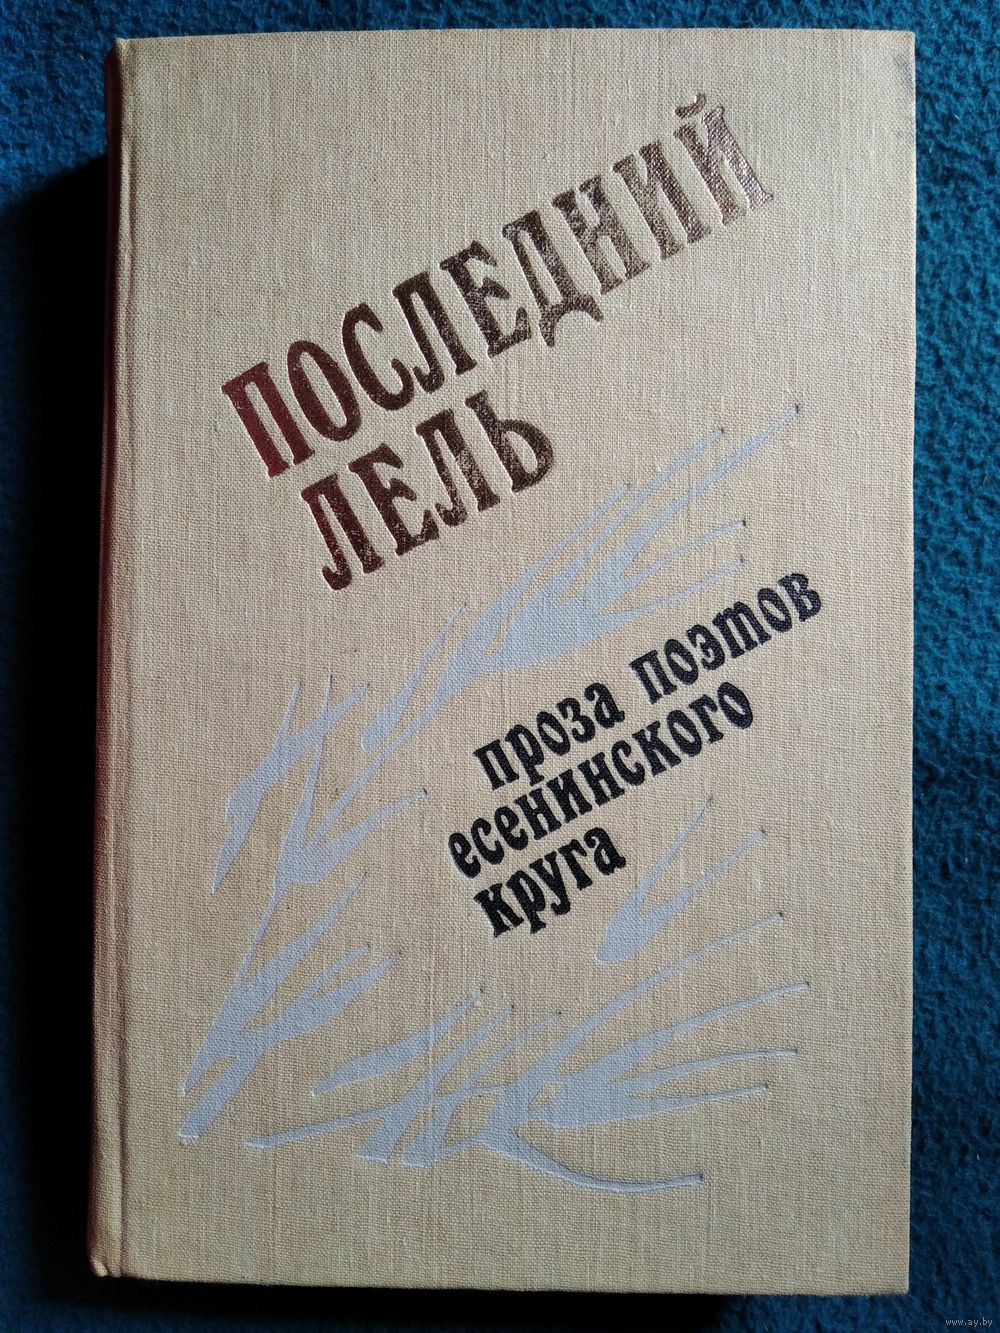 ПОСЛЕДНИЙ
ЛЕЛЬ
проза поэтов
есенинского
круга
www.ay.by